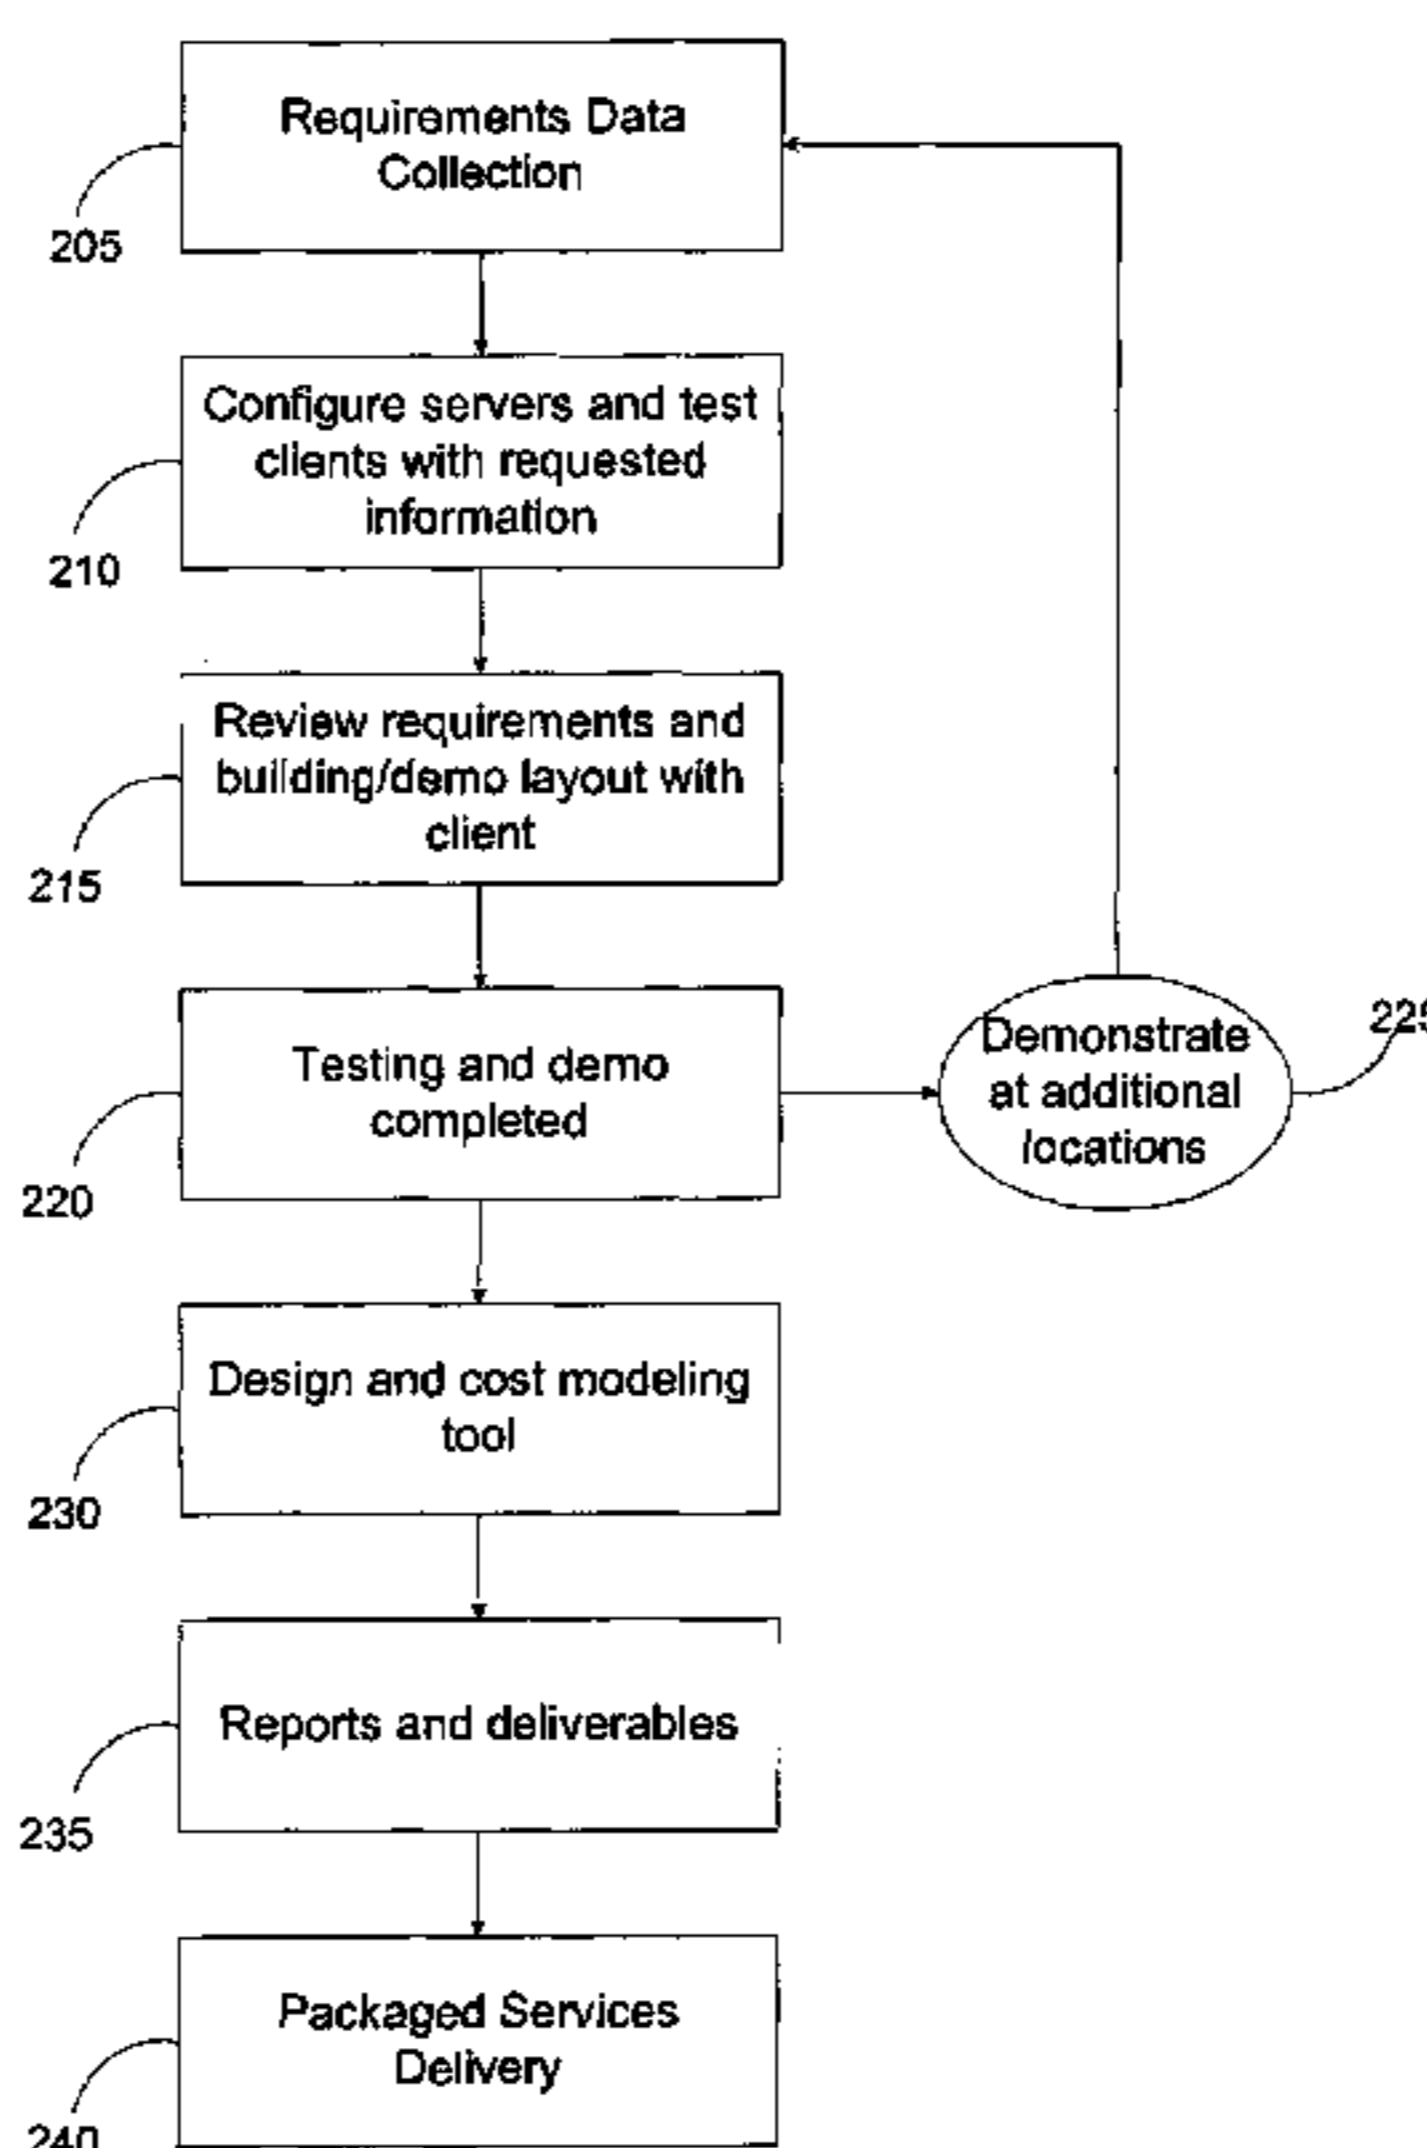 Requirements Data
Collection
205
Configure servers and test
clients with requested
information
210
Review requirements and
building/demo layout with
client
215
Testing and demo
completed
220
Demonstrate
at additional
locations
225
Design and cost modeling
tool
230
Reports and deliverables
235
Packaged Services
Delivery
240